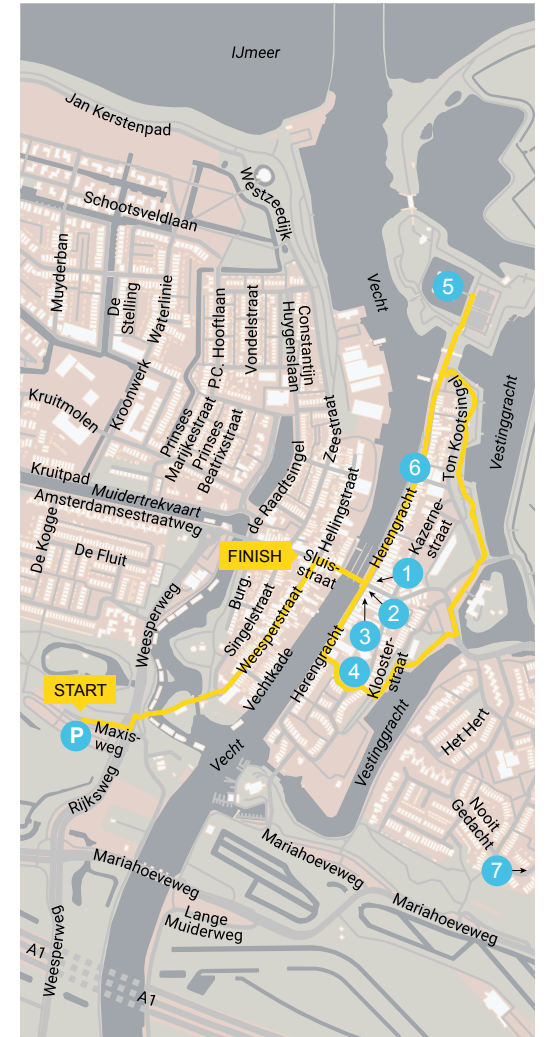 IJmeer
Jan Kerstenpad
Westzeedijk
Schootsveldlaan
Muyderban
De
Stelling
Waterlinie
P.C. Hooftlaan
Vondelstraat
Constantijn
Huygenslaan
Vecht
5
Kruitmolen
Kroonwerk
Prinses
Marijkestraat
Prinses
Beatrixstraat
Zeestraat
Ton Kootsingel
Vestinggracht
6
Kruitpad
Muidertrekvaart
Amsterdamsestraatweg
de Raadtsingel
Hellingstraat
Herengracht
Kazerne-
straat
De Kogge
De Fluit
FINISH
Sluis-
straat
1
2
3
Burg.
Singelstraat
Weesperstraat
Weesperweg
Vechtkade
Herengracht
4
Klooster-
straat
START
P
Maxis-
weg
Vestinggracht
Het Hert
Vecht
Rijksweg
Nooit
Gedacht
7
Mariahoeveweg
Mariahoeveweg
Mariahoeveweg
Lange
Muiderweg
Weesperweg
A1
A1